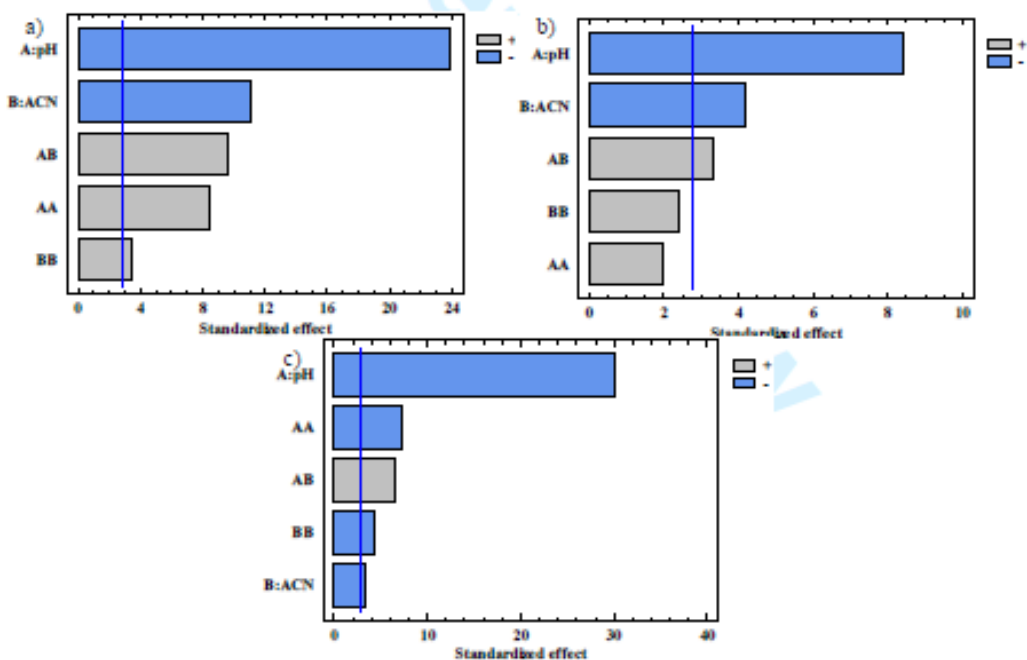 a)
+
-
A:pH
B:ACN
AB
AA
BB
0 4 8 12 16 20 24
Standardized effect
b)
+
-
A:pH
B:ACN
AB
BB
AA
0 2 4 6 8 10
Standardized effect
c)
+
-
A:pH
AA
AB
BB
B:ACN
0 10 20 30 40
Standardized effect